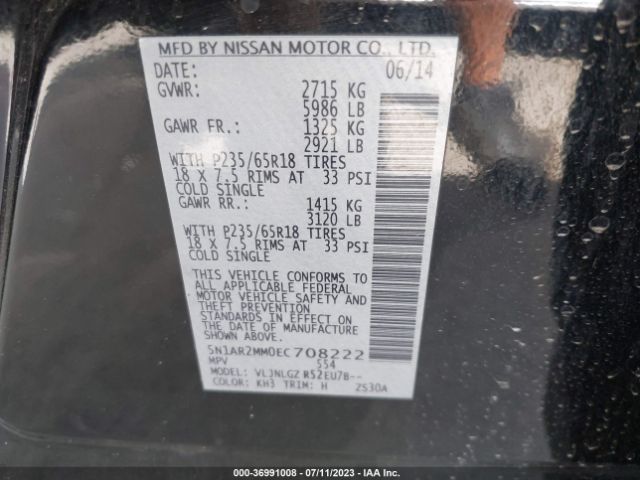 MFD BY NISSAN MOTOR CO., LTD.
DATE: 06/14
GVWR: 2715 KG
5986 LB
GAWR FR.: 1325 KG
2921 LB
WITH P235/65R18 TIRES
18 X 7.5 RIMS AT 33 PSI
COLD SINGLE
GAWR RR.: 1415 KG
3120 LB
WITH P235/65R18 TIRES
18 X 7.5 RIMS AT 33 PSI
COLD SINGLE
THIS VEHICLE CONFORMS TO
ALL APPLICABLE FEDERAL
MOTOR VEHICLE SAFETY AND
THEFT PREVENTION
STANDARDS IN EFFECT ON
THE DATE OF MANUFACTURE
SHOWN ABOVE.
5N1AR2MM0EC708222
MPV 554
MODEL: VLJNLGZ R52EU7B--
COLOR: KH3 TRIM: H 2S30A
000-36991008 - 07/11/2023 - IAA Inc.